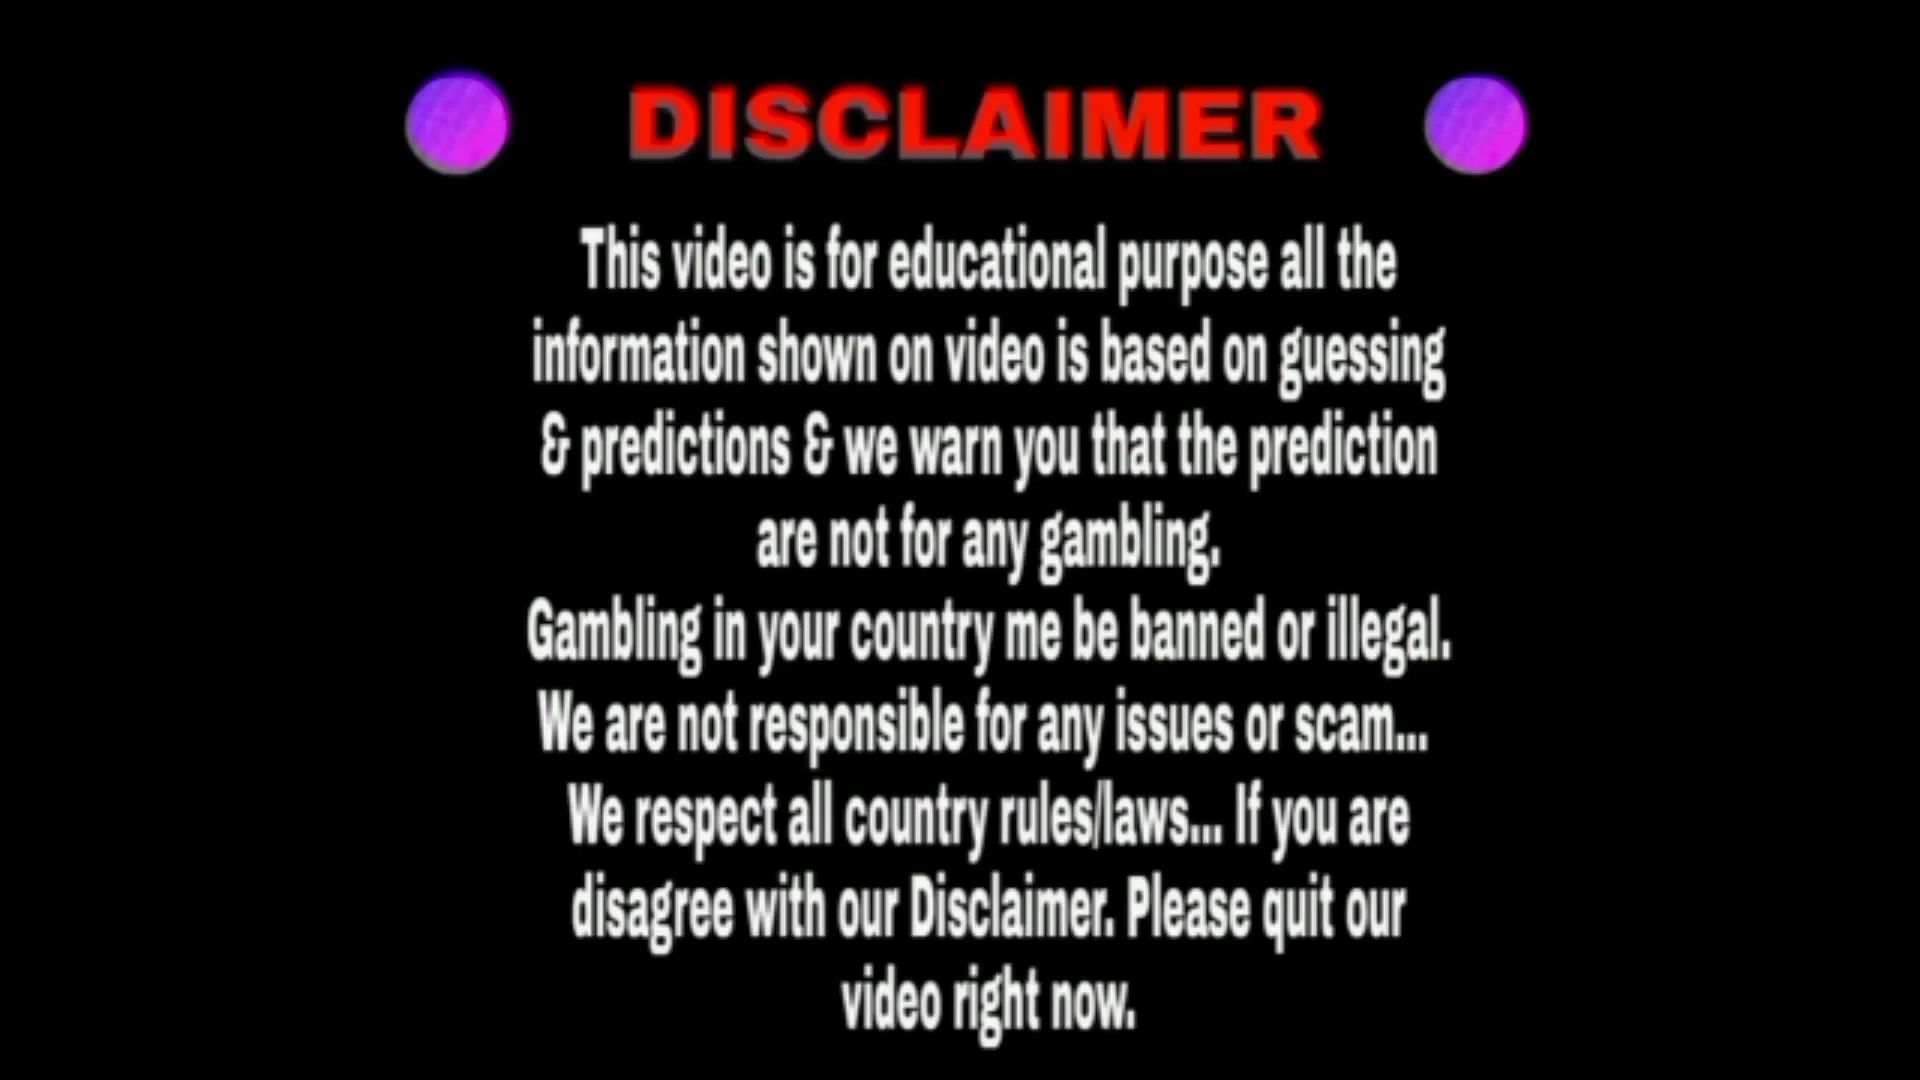 DISCLAIMER
This video is for educational purpose all the
information shown on video is based on guessing
& predictions & we warn you that the prediction
are not for any gambling.
Gambling in your country me be banned or illegal.
We are not responsible for any issues or scam...
We respect all country rules/laws... If you are
disagree with our Disclaimer. Please quit our
video right now.